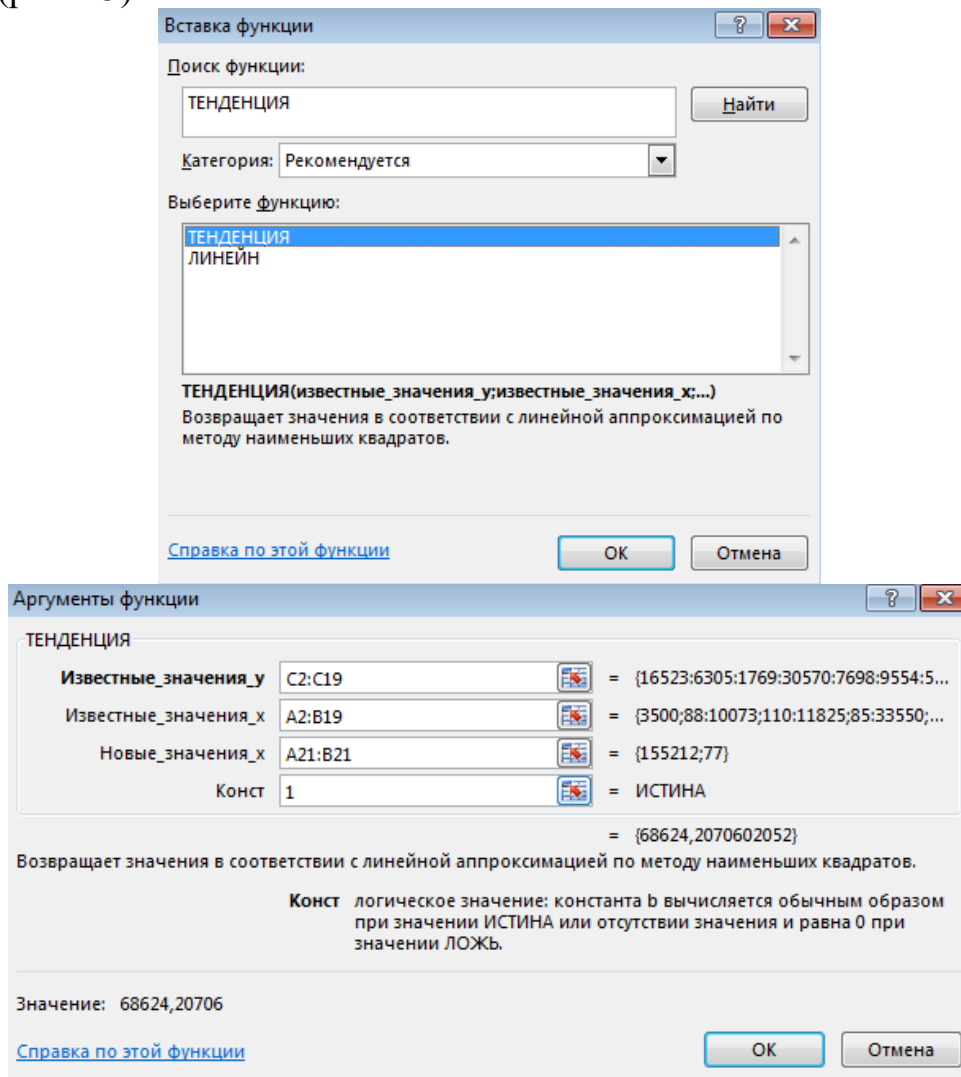 Вставка функции
Поиск функции:
ТЕНДЕНЦИЯ
Найти
Категория: Рекомендуется
Выберите функцию:
ТЕНДЕНЦИЯ
ЛИНЕЙН
ТЕНДЕНЦИЯ(известные_значения_y;известные_значения_x;...)
Возвращает значения в соответствии с линейной аппроксимацией по
методу наименьших квадратов.
Справка по этой функции
ОК
Отмена
Аргументы функции
ТЕНДЕНЦИЯ
Известные_значения_y C2:C19 = {16523:6305:1769:30570:7698:9554:5...
Известные_значения_x A2:B19 = {3500;88:10073;110:11825;85:33550;...
Новые_значения_x A21:B21 = {155212;77}
Конст 1 = ИСТИНА
= {68624,2070602052}
Возвращает значения в соответствии с линейной аппроксимацией по методу наименьших квадратов.
Конст логическое значение: константа b вычисляется обычным образом
при значении ИСТИНА или отсутствии значения и равна 0 при
значении ЛОЖЬ.
Значение: 68624,20706
Справка по этой функции
ОК
Отмена